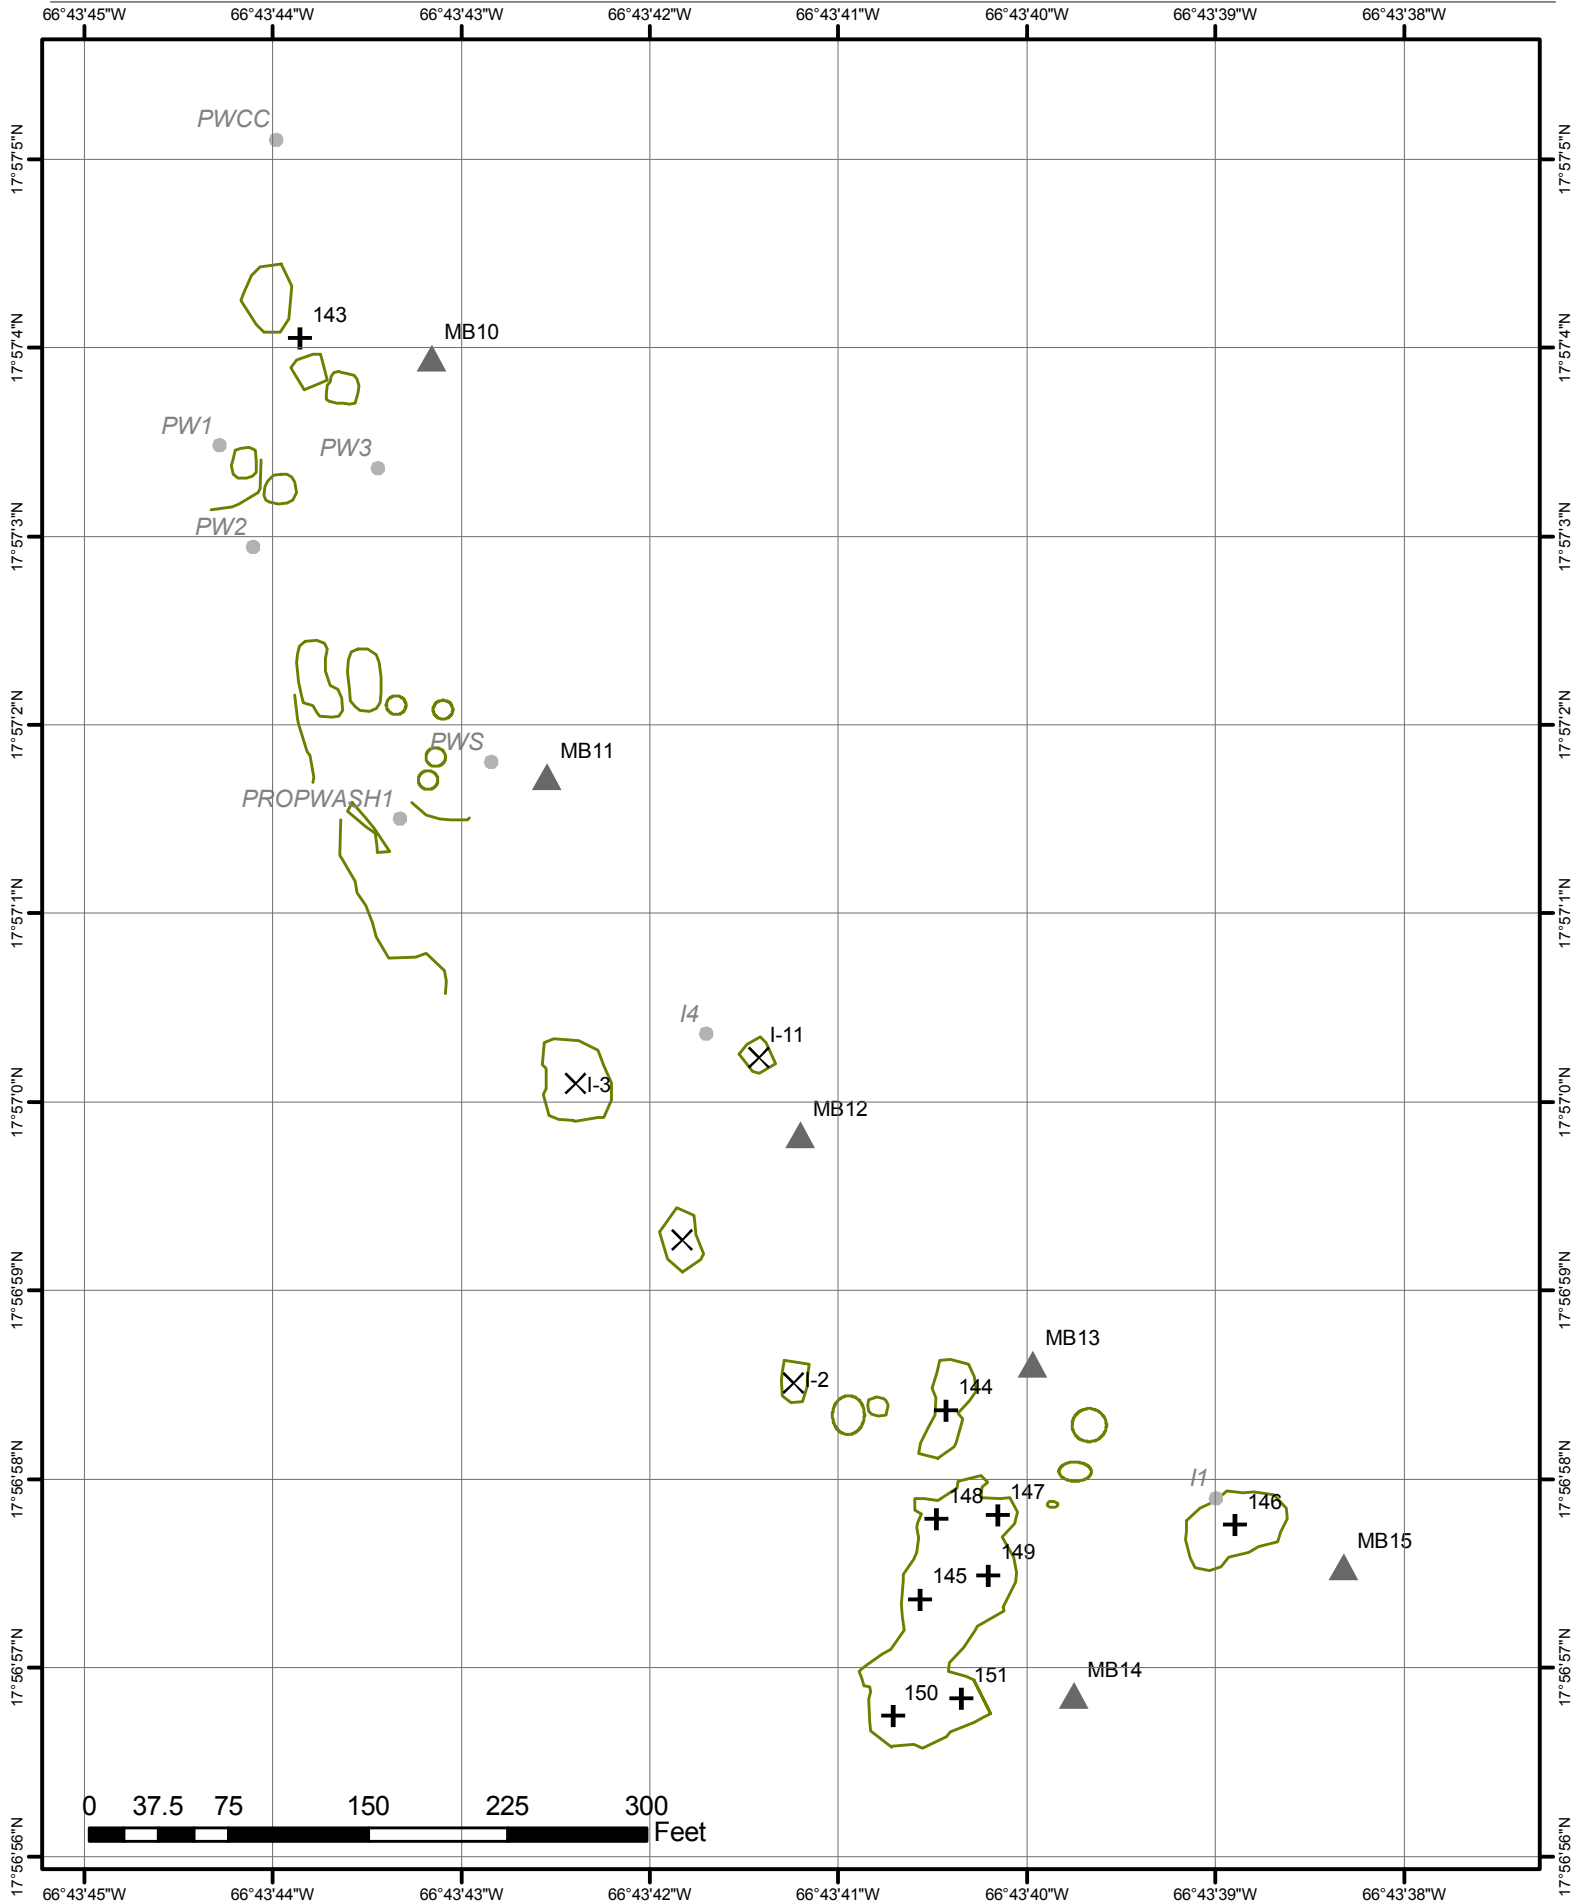 66°43'45"W 66°43'44"W 66°43'43"W 66°43'42"W 66°43'41"W 66°43'40"W 66°43'39"W 66°43'38"W
PWCC
17°57'5"N 17°57'5"N
143
MB10
17°57'4"N 17°57'4"N
PW1
PW3
PW2
17°57'3"N 17°57'3"N
17°57'2"N 17°57'2"N
PWS
MB11
PROPWASH1
17°57'1"N 17°57'1"N
I4
I-11
I-3
17°57'0"N 17°57'0"N
MB12
17°56'59"N 17°56'59"N
MB13
I-2
144
17°56'58"N 17°56'58"N
I1
148
147
146
149
MB15
145
17°56'57"N 17°56'57"N
MB14
151
150
0 37.5 75 150 225 300
Feet
17°56'56"N 17°56'56"N
66°43'45"W 66°43'44"W 66°43'43"W 66°43'42"W 66°43'41"W 66°43'40"W 66°43'39"W 66°43'38"W